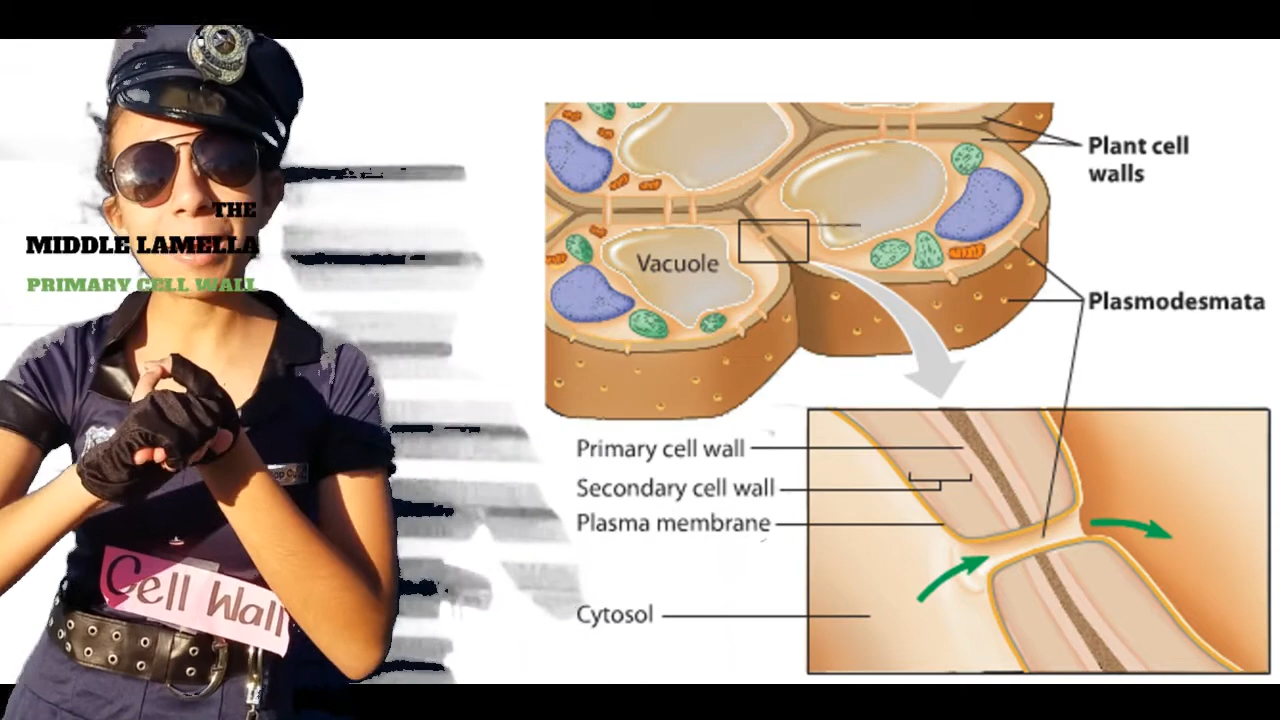 THE
MIDDLE LAMELLA
PRIMARY CELL WALL
Cell Wall
Plant cell
walls
Vacuole
Plasmodesmata
Primary cell wall
Secondary cell wall
Plasma membrane
Cytosol